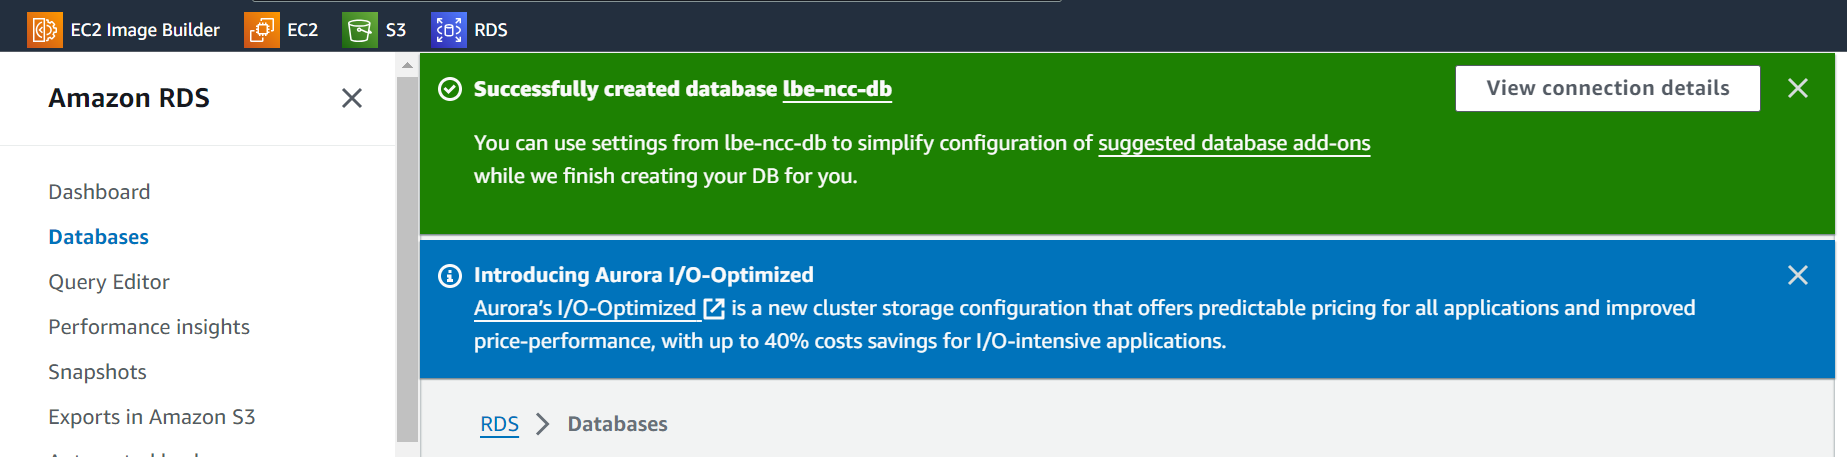 EC2 Image Builder EC2 S3 RDS
Amazon RDS
Dashboard
Databases
Query Editor
Performance insights
Snapshots
Exports in Amazon S3
Successfully created database lbe-ncc-db
View connection details
You can use settings from lbe-ncc-db to simplify configuration of suggested database add-ons
while we finish creating your DB for you.
Introducing Aurora I/O-Optimized
Aurora’s I/O-Optimized is a new cluster storage configuration that offers predictable pricing for all applications and improved
price-performance, with up to 40% costs savings for I/O-intensive applications.
RDS > Databases